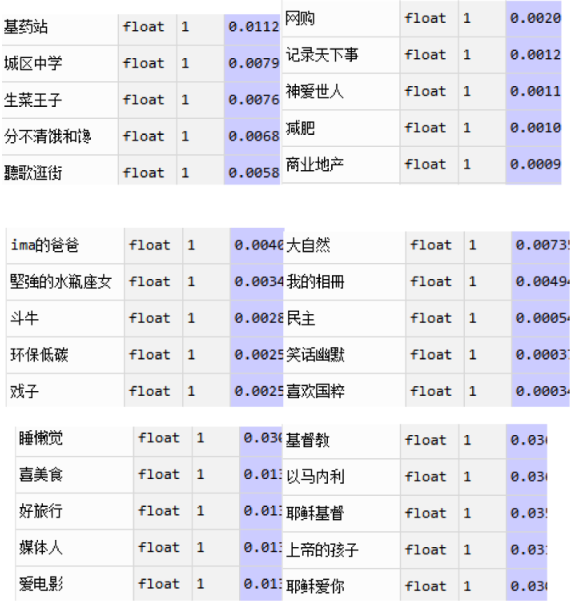 基药站 float 1 0.0112
城区中学 float 1 0.0079
生菜王子 float 1 0.0076
分不清饿和馋 float 1 0.0068
聽歌逛街 float 1 0.0058
网购 float 1 0.0020
记录天下事 float 1 0.0012
神爱世人 float 1 0.0011
减肥 float 1 0.0010
商业地产 float 1 0.0009
ima的爸爸 float 1 0.0040
堅強的水瓶座女 float 1 0.0034
斗牛 float 1 0.0028
环保低碳 float 1 0.0025
戏子 float 1 0.0025
大自然 float 1 0.0073
我的相冊 float 1 0.0049
民主 float 1 0.0005
笑话幽默 float 1 0.0003
喜欢国粹 float 1 0.0003
睡懒觉 float 1 0.03
喜美食 float 1 0.01
好旅行 float 1 0.01
媒体人 float 1 0.01
爱电影 float 1 0.01
基督教 float 1 0.03
以马内利 float 1 0.03
耶稣基督 float 1 0.03
上帝的孩子 float 1 0.03
耶稣爱你 float 1 0.03